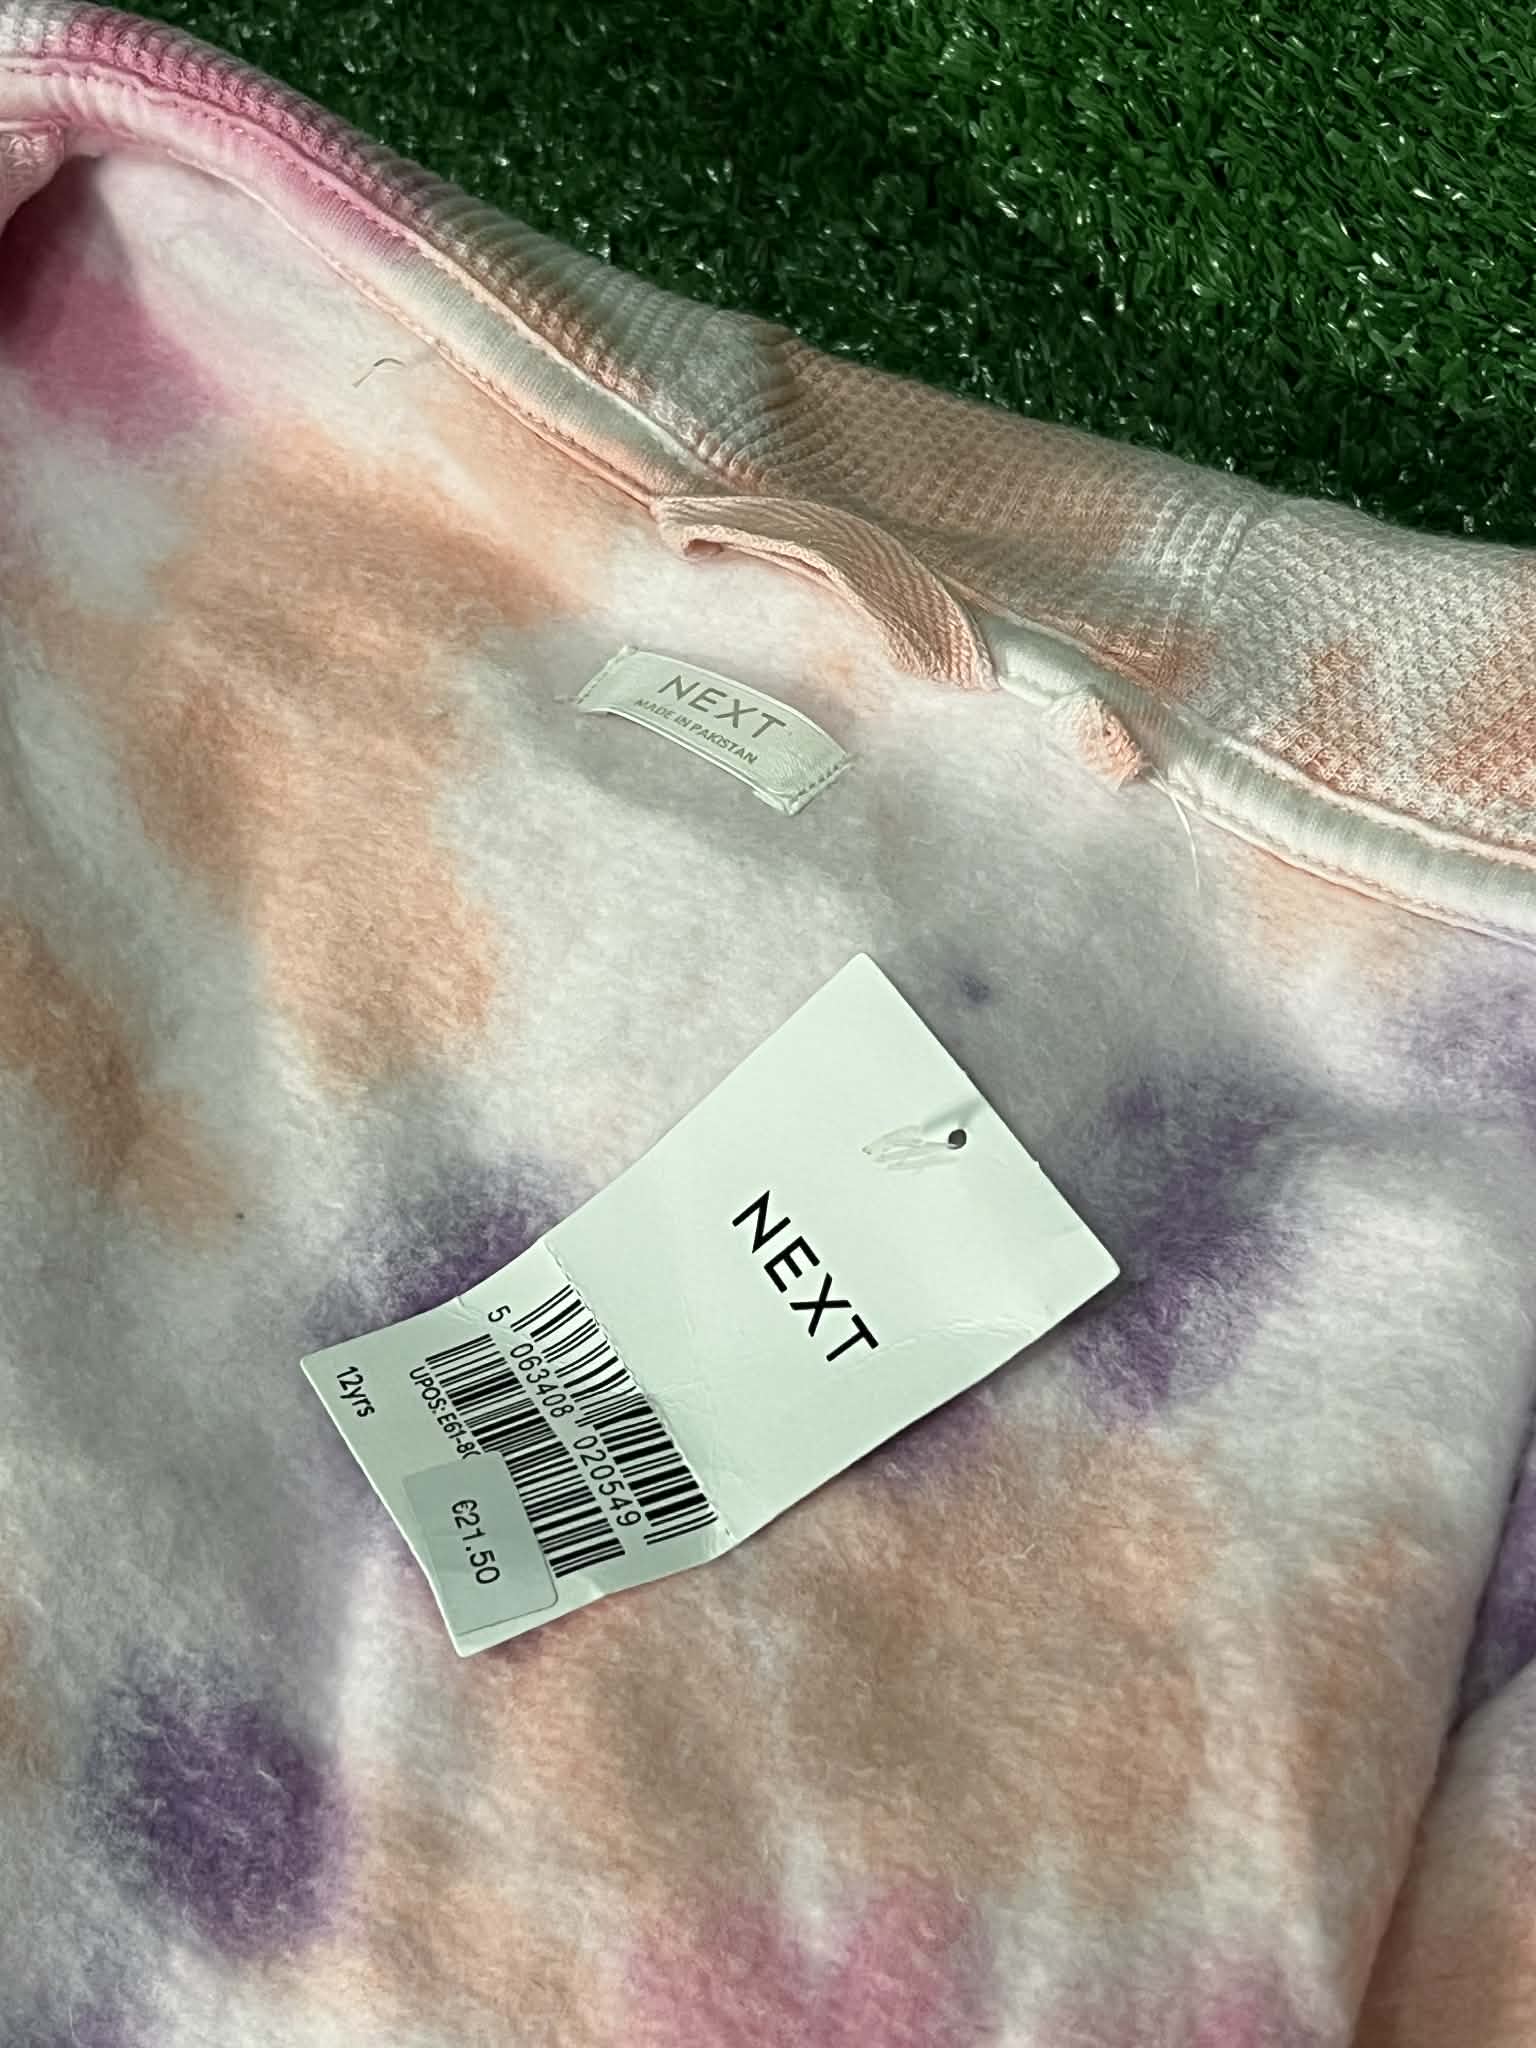 NEXT
MADE IN PAKISTAN
NEXT
5 063408 020549
UPOS: E61-8
12yrs
€21.50